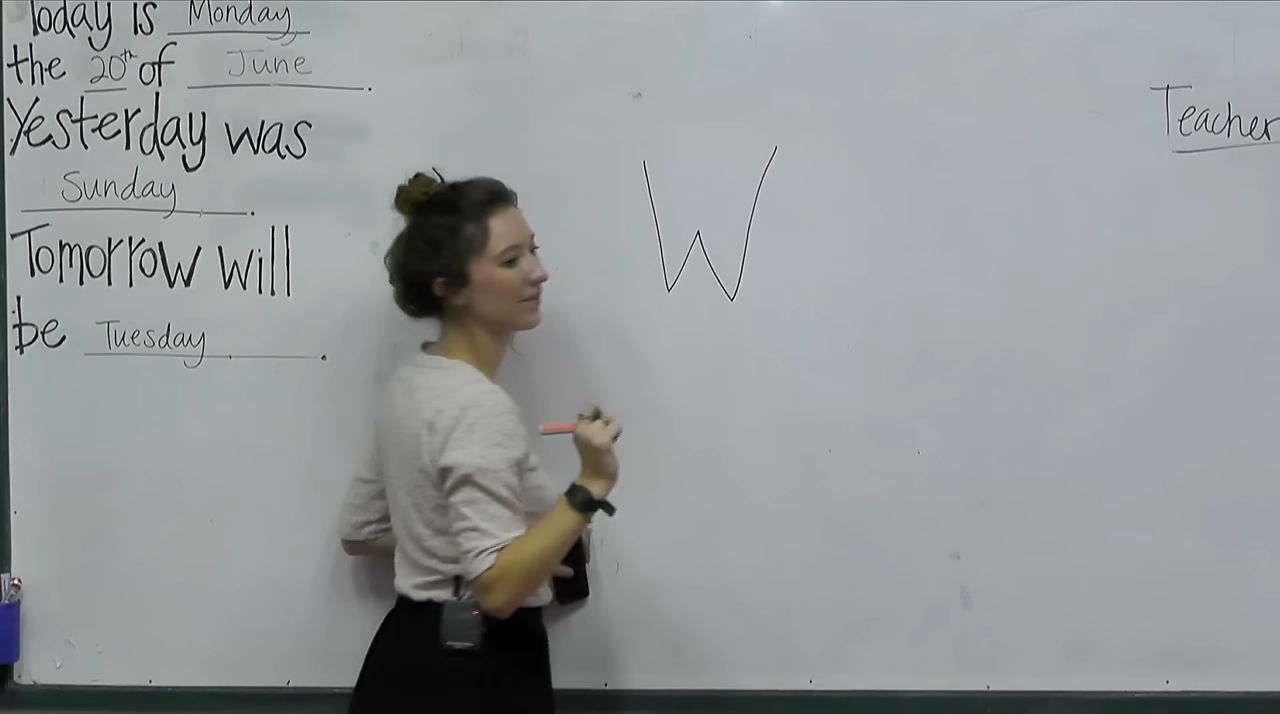 Today is Monday,
the 20th of June.
Yesterday was
Sunday.
Tomorrow will
be Tuesday.
W
Teacher